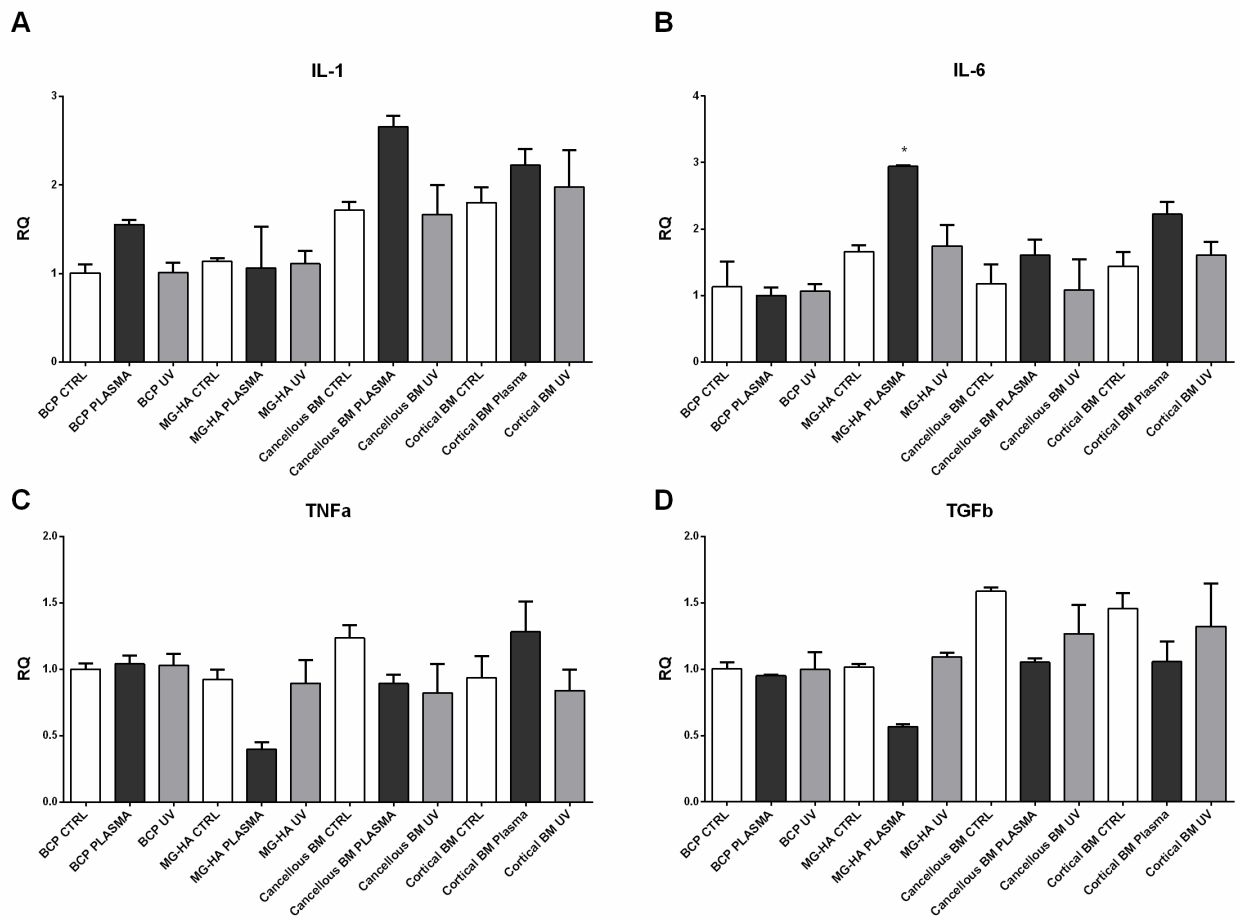 A
IL-1
RQ
3
2
1
0
BCP CTRL
BCP PLASMA
BCP UV
MG-HA CTRL
MG-HA PLASMA
MG-HA UV
Cancellous BM CTRL
Cancellous BM PLASMA
Cancellous BM UV
Cortical BM CTRL
Cortical BM Plasma
Cortical BM UV
B
IL-6
RQ
4
3
2
1
0
*
BCP CTRL
BCP PLASMA
BCP UV
MG-HA CTRL
MG-HA PLASMA
MG-HA UV
Cancellous BM CTRL
Cancellous BM PLASMA
Cancellous BM UV
Cortical BM CTRL
Cortical BM Plasma
Cortical BM UV
C
TNFa
RQ
2.0
1.5
1.0
0.5
0.0
BCP CTRL
BCP PLASMA
BCP UV
MG-HA CTRL
MG-HA PLASMA
MG-HA UV
Cancellous BM CTRL
Cancellous BM PLASMA
Cancellous BM UV
Cortical BM CTRL
Cortical BM Plasma
Cortical BM UV
D
TGFb
RQ
2.0
1.5
1.0
0.5
0.0
BCP CTRL
BCP PLASMA
BCP UV
MG-HA CTRL
MG-HA PLASMA
MG-HA UV
Cancellous BM CTRL
Cancellous BM PLASMA
Cancellous BM UV
Cortical BM CTRL
Cortical BM Plasma
Cortical BM UV